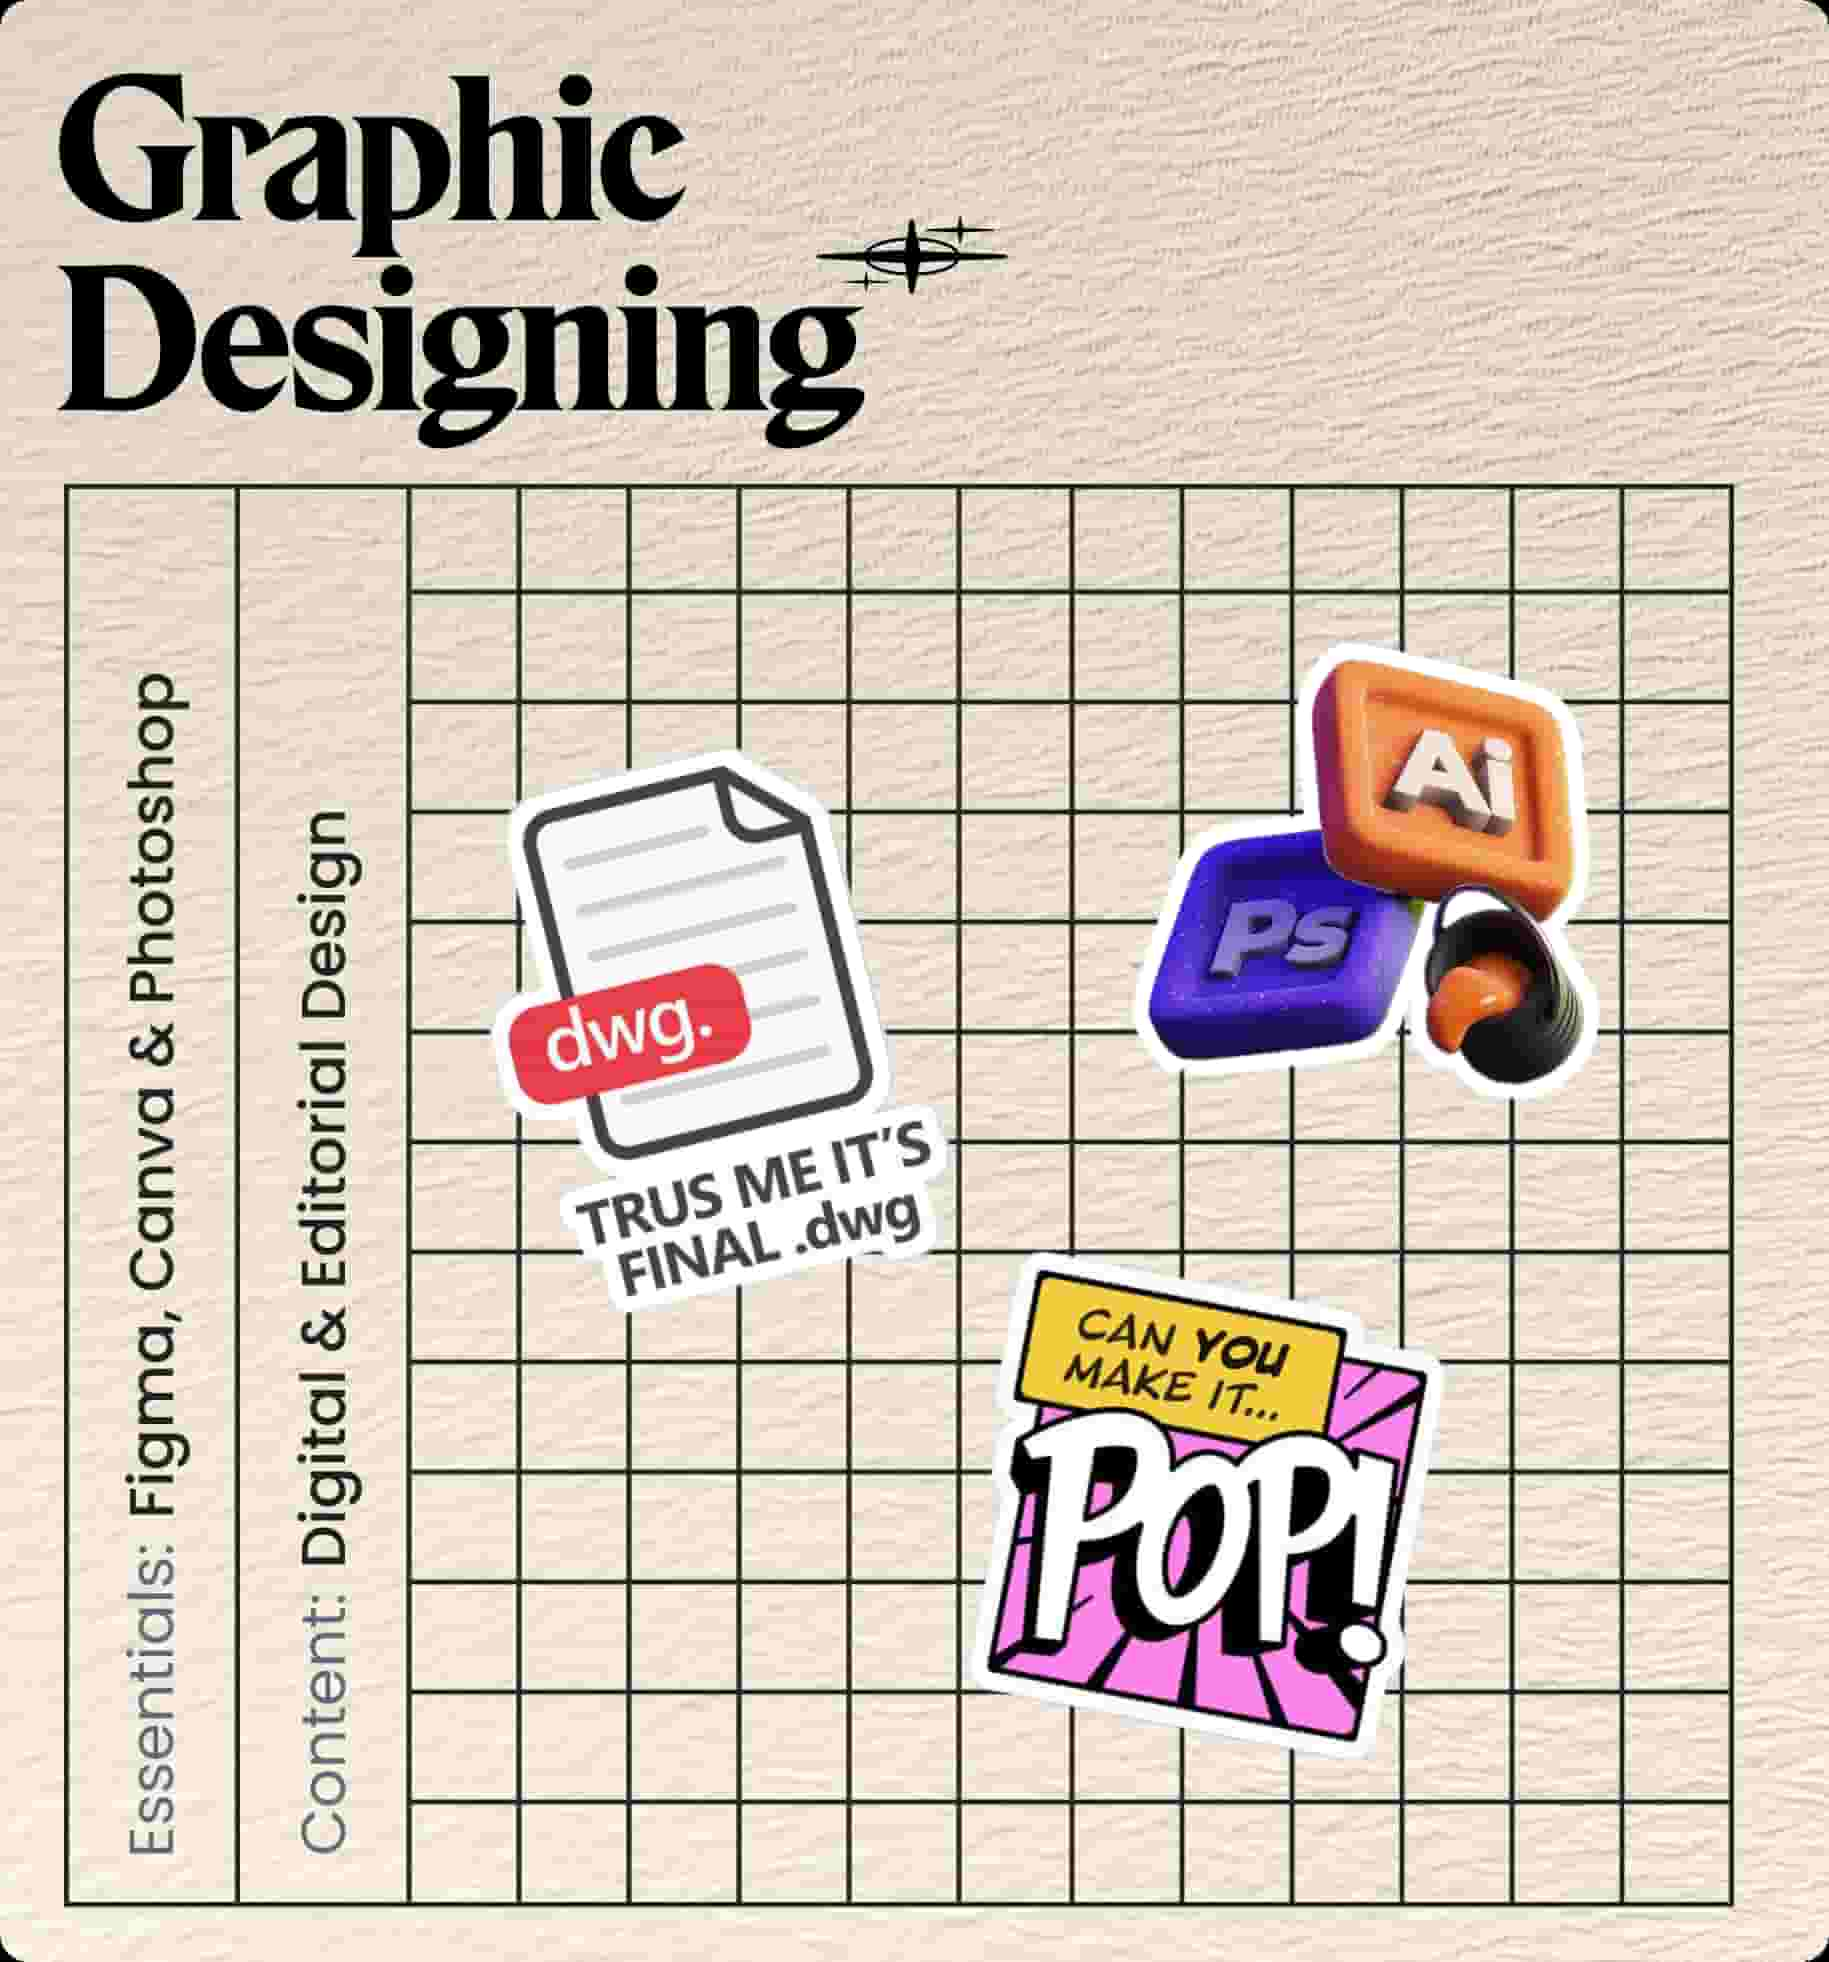 Graphic
Designing
Essentials: Figma, Canva & Photoshop
Content: Digital & Editorial Design
Ai
Ps
dwg.
TRUS ME IT'S
FINAL .dwg
CAN YOU
MAKE IT...
POP!